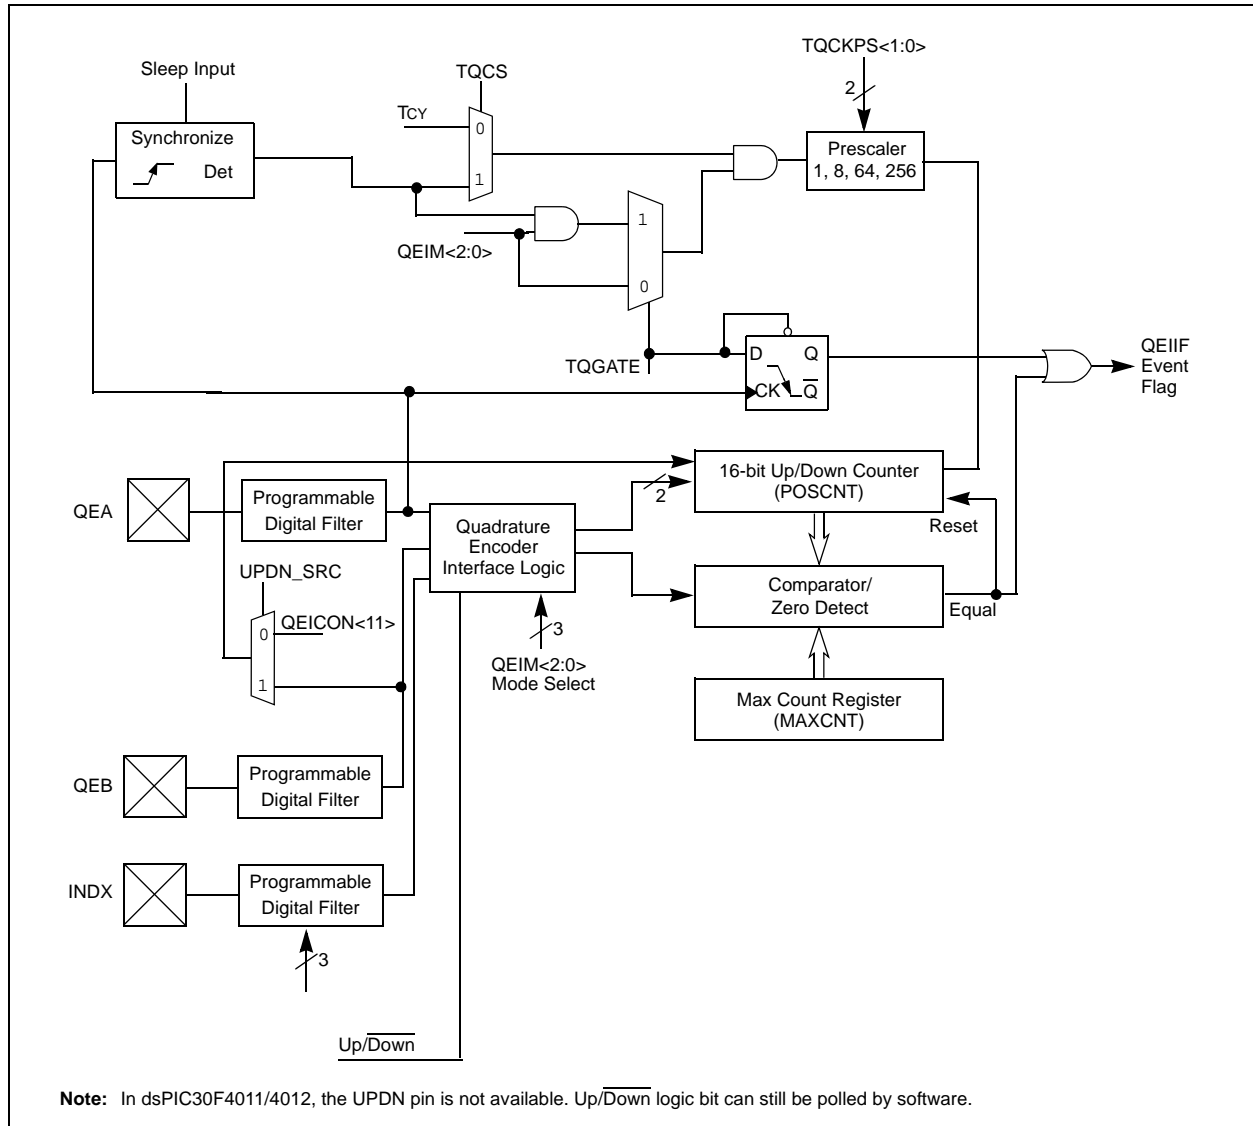 TQCKPS<1:0>
Sleep Input
TQCS
2
TCY
0
Synchronize
Det
1
Prescaler
1, 8, 64, 256
1
QEIM<2:0>
0
TQGATE
D Q
CK Q̅
QEIIF
Event
Flag
QEA
Programmable
Digital Filter
2
16-bit Up/Down Counter
(POSCNT)
Quadrature
Encoder
Interface Logic
Reset
UPDN_SRC
0
QEICON<11>
1
Comparator/
Zero Detect
Equal
3
QEIM<2:0>
Mode Select
Max Count Register
(MAXCNT)
QEB
Programmable
Digital Filter
INDX
Programmable
Digital Filter
3
Up/D̅o̅w̅n̅
Note: In dsPIC30F4011/4012, the UPDN pin is not available. Up/D̅o̅w̅n̅ logic bit can still be polled by software.